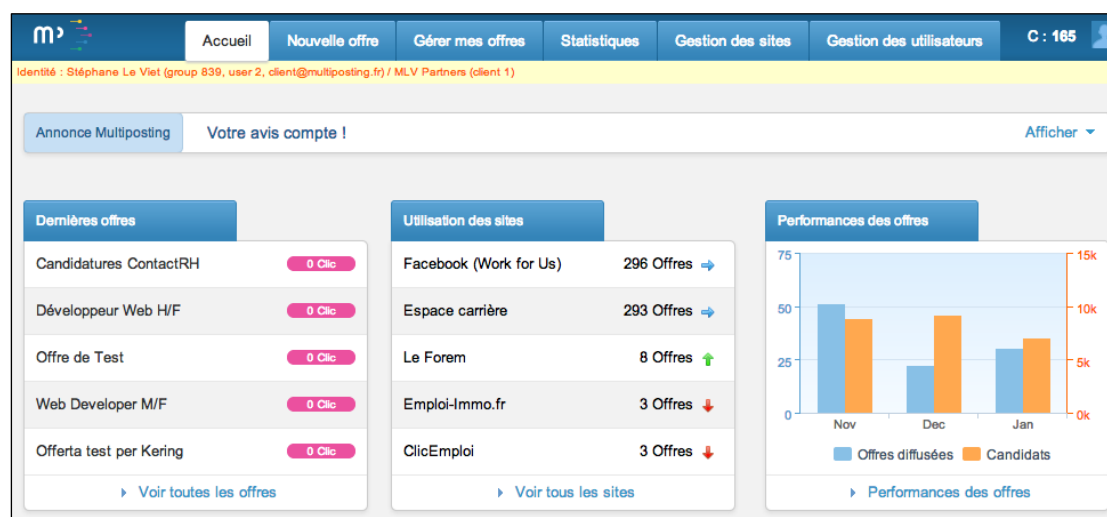 m
Accueil
Nouvelle offre
Gérer mes offres
Statistiques
Gestion des sites
Gestion des utilisateurs
C : 165
Identité : Stéphane Le Viet (group 839, user 2, client@multiposting.fr) / MLV Partners (client 1)
Annonce Multiposting
Votre avis compte !
Afficher
Dernières offres
Candidatures ContactRH 0 Clic
Développeur Web H/F 0 Clic
Offre de Test 0 Clic
Web Developer M/F 0 Clic
Offerta test per Kering 0 Clic
Voir toutes les offres
Utilisation des sites
Facebook (Work for Us) 296 Offres
Espace carrière 293 Offres
Le Forem 8 Offres
Emploi-Immo.fr 3 Offres
ClicEmploi 3 Offres
Voir tous les sites
Performances des offres
75 15k
50 10k
25 5k
0 0k
Nov Dec Jan
Offres diffusées Candidats
Performances des offres